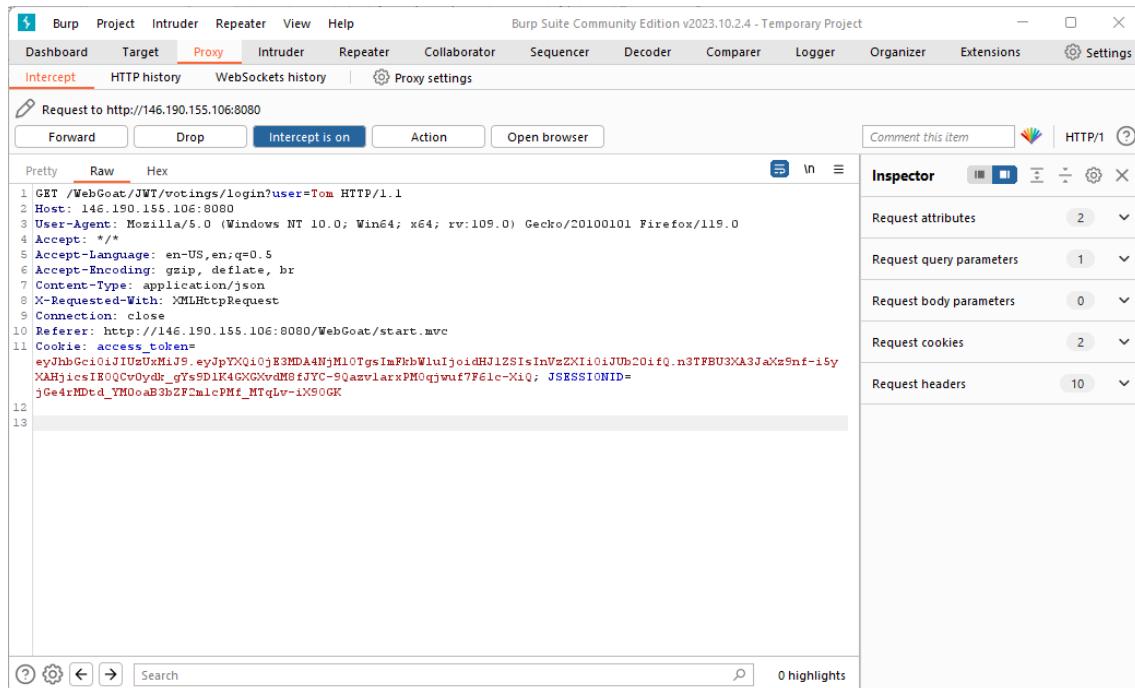 Burp Project Intruder Repeater View Help Burp Suite Community Edition v2023.10.2.4 - Temporary Project
Dashboard Target Proxy Intruder Repeater Collaborator Sequencer Decoder Comparer Logger Organizer Extensions Settings
Intercept HTTP history WebSockets history Proxy settings
Request to http://146.190.155.106:8080
Forward Drop Intercept is on Action Open browser Comment this item HTTP/1
Pretty Raw Hex \n
Inspector
1 GET /WebGoat/JWT/votings/login?user=Tom HTTP/1.1
2 Host: 146.190.155.106:8080
3 User-Agent: Mozilla/5.0 (Windows NT 10.0; Win64; x64; rv:109.0) Gecko/20100101 Firefox/119.0
4 Accept: */*
5 Accept-Language: en-US,en;q=0.5
6 Accept-Encoding: gzip, deflate, br
7 Content-Type: application/json
8 X-Requested-With: XMLHttpRequest
9 Connection: close
10 Referer: http://146.190.155.106:8080/WebGoat/start.mvc
11 Cookie: access_token=
eyJhbGciOiJIUzUxMiJ9.eyJpYXQiOjE3MDA4NjM1OTgsImFkbWluIjoidHJ1ZSIsInVzZXIiOiJUb20ifQ.n3TFBU3XA3JaXz9nf-i5y
XAHjicsIE0QCvOydk_gYs9D1K4GXGXvdM8fJYC-9QazvlarxPM0qjwuf7F6lc-XiQ; JSESSIONID=
jGe4rMDtd_YM0oaB3bZF2mlcPMf_MTqLv-iX90GK
12
13
Request attributes 2
Request query parameters 1
Request body parameters 0
Request cookies 2
Request headers 10
Search 0 highlights